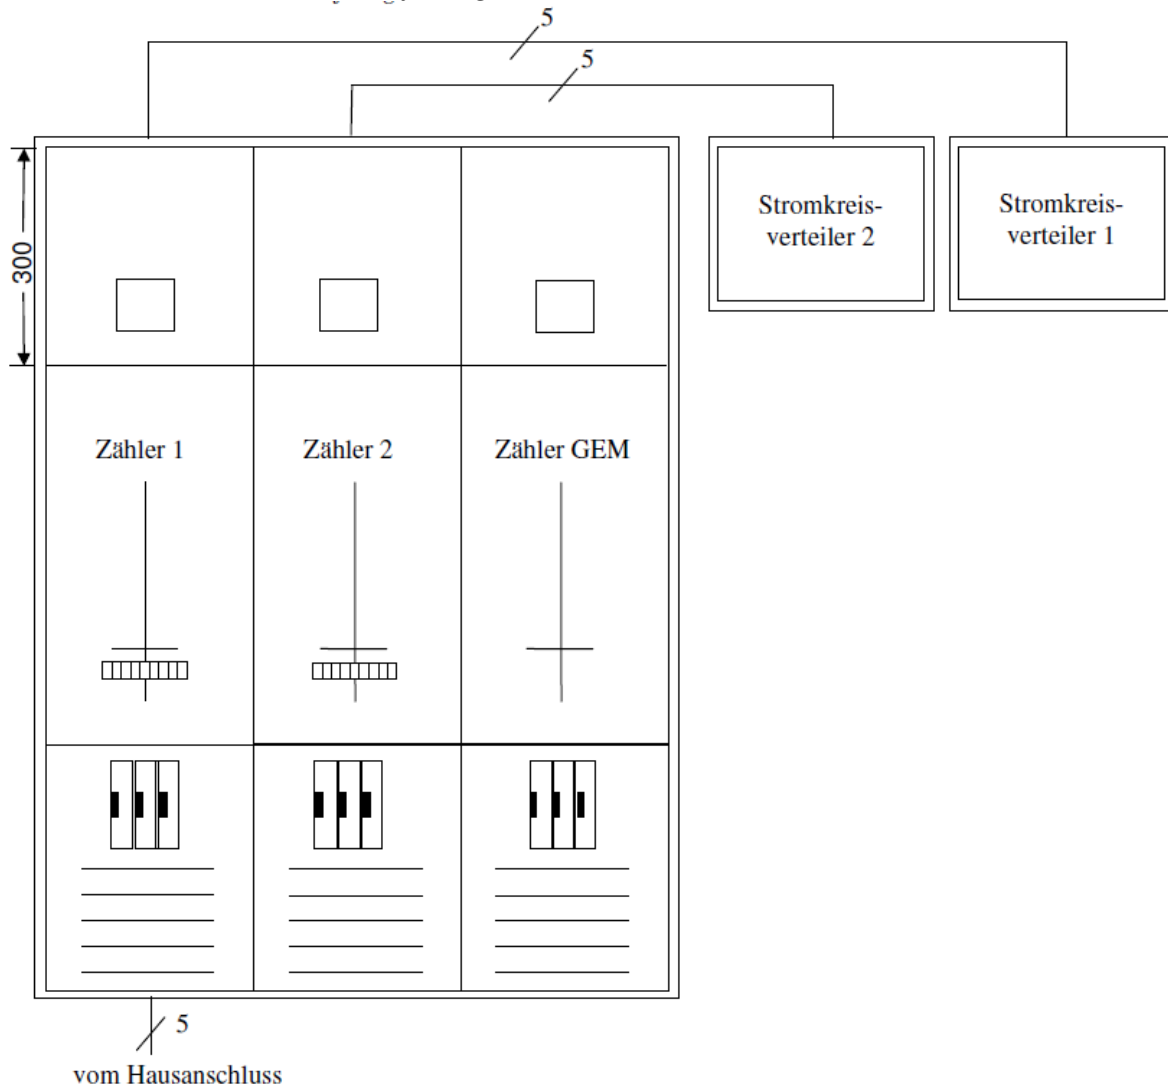 5
5
Stromkreis-
verteiler 2
Stromkreis-
verteiler 1
300
Zähler 1
Zähler 2
Zähler GEM
5
vom Hausanschluss